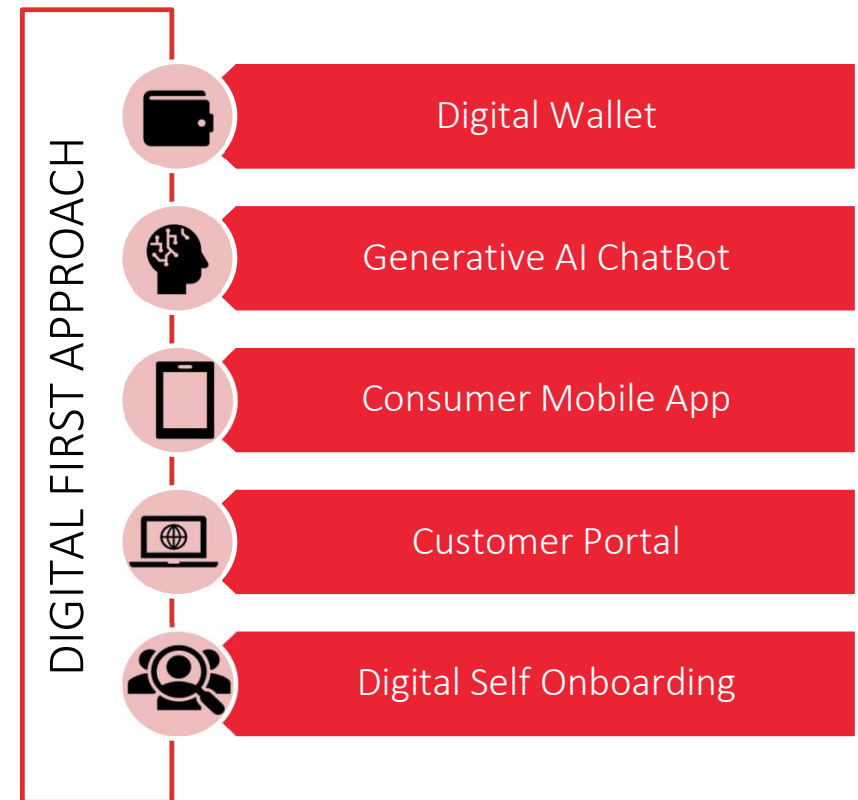 DIGITAL FIRST APPROACH
Digital Wallet
Generative AI ChatBot
Consumer Mobile App
Customer Portal
Digital Self Onboarding